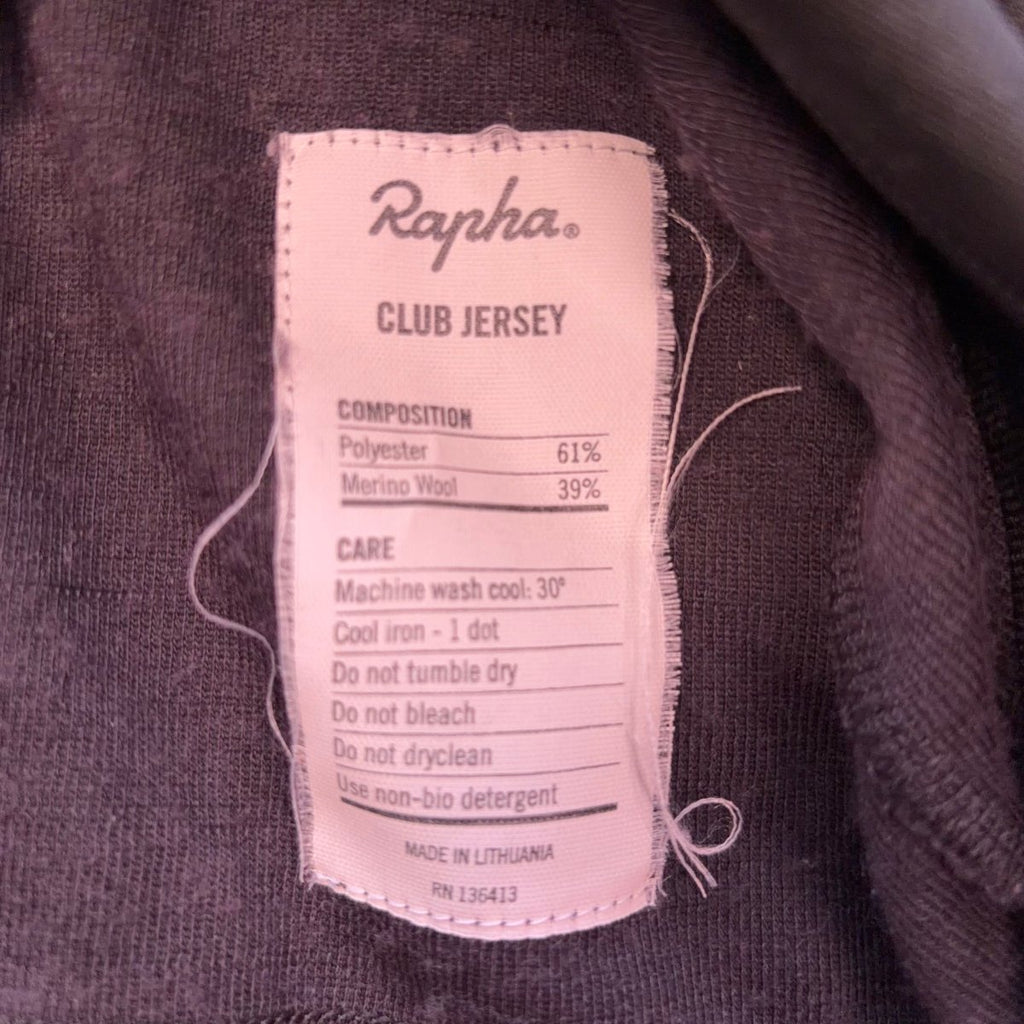 Rapha®
CLUB JERSEY
COMPOSITION
Polyester 61%
Merino Wool 39%
CARE
Machine wash cool: 30°
Cool iron - 1 dot
Do not tumble dry
Do not bleach
Do not dryclean
Use non-bio detergent
MADE IN LITHUANIA
RN 136413